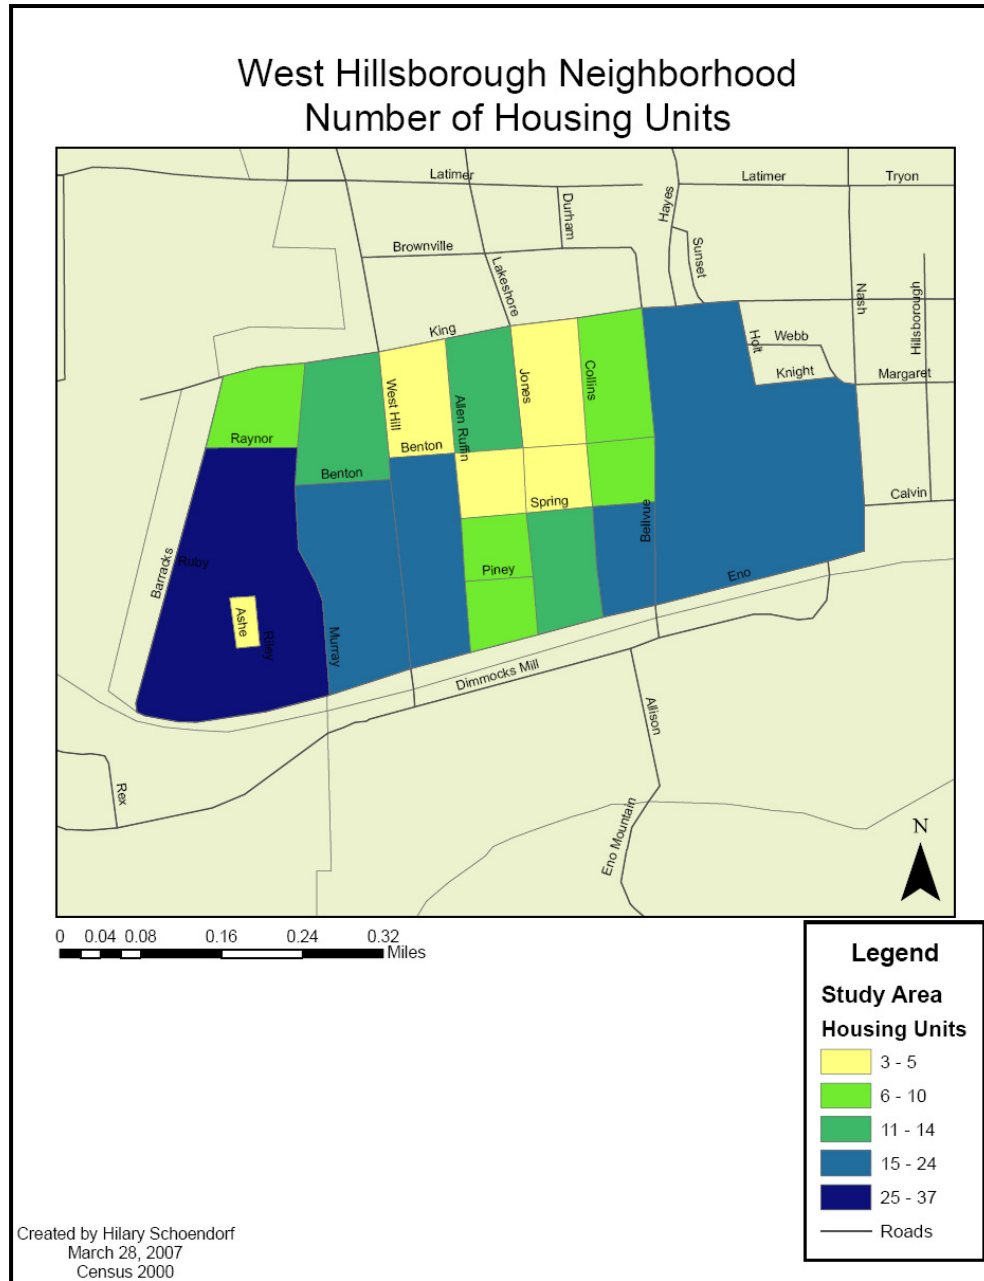 West Hillsborough Neighborhood
Number of Housing Units
Latimer
Latimer
Tryon
Durham
Hayes
Brownville
Sunset
Lakeshore
Nash
Hillsborough
King
Holt
Webb
Knight
Margaret
West Hill
Allen Ruffin
Jones
Collins
Raynor
Benton
Benton
Spring
Calvin
Bellvue
Barracks
Ruby
Piney
Eno
Ashe
Riley
Murray
Dimmocks Mill
Allison
Rex
Eno Mountain
N
0 0.04 0.08 0.16 0.24 0.32
Miles
Legend
Study Area
Housing Units
3 - 5
6 - 10
11 - 14
15 - 24
25 - 37
Roads
Created by Hilary Schoendorf
March 28, 2007
Census 2000